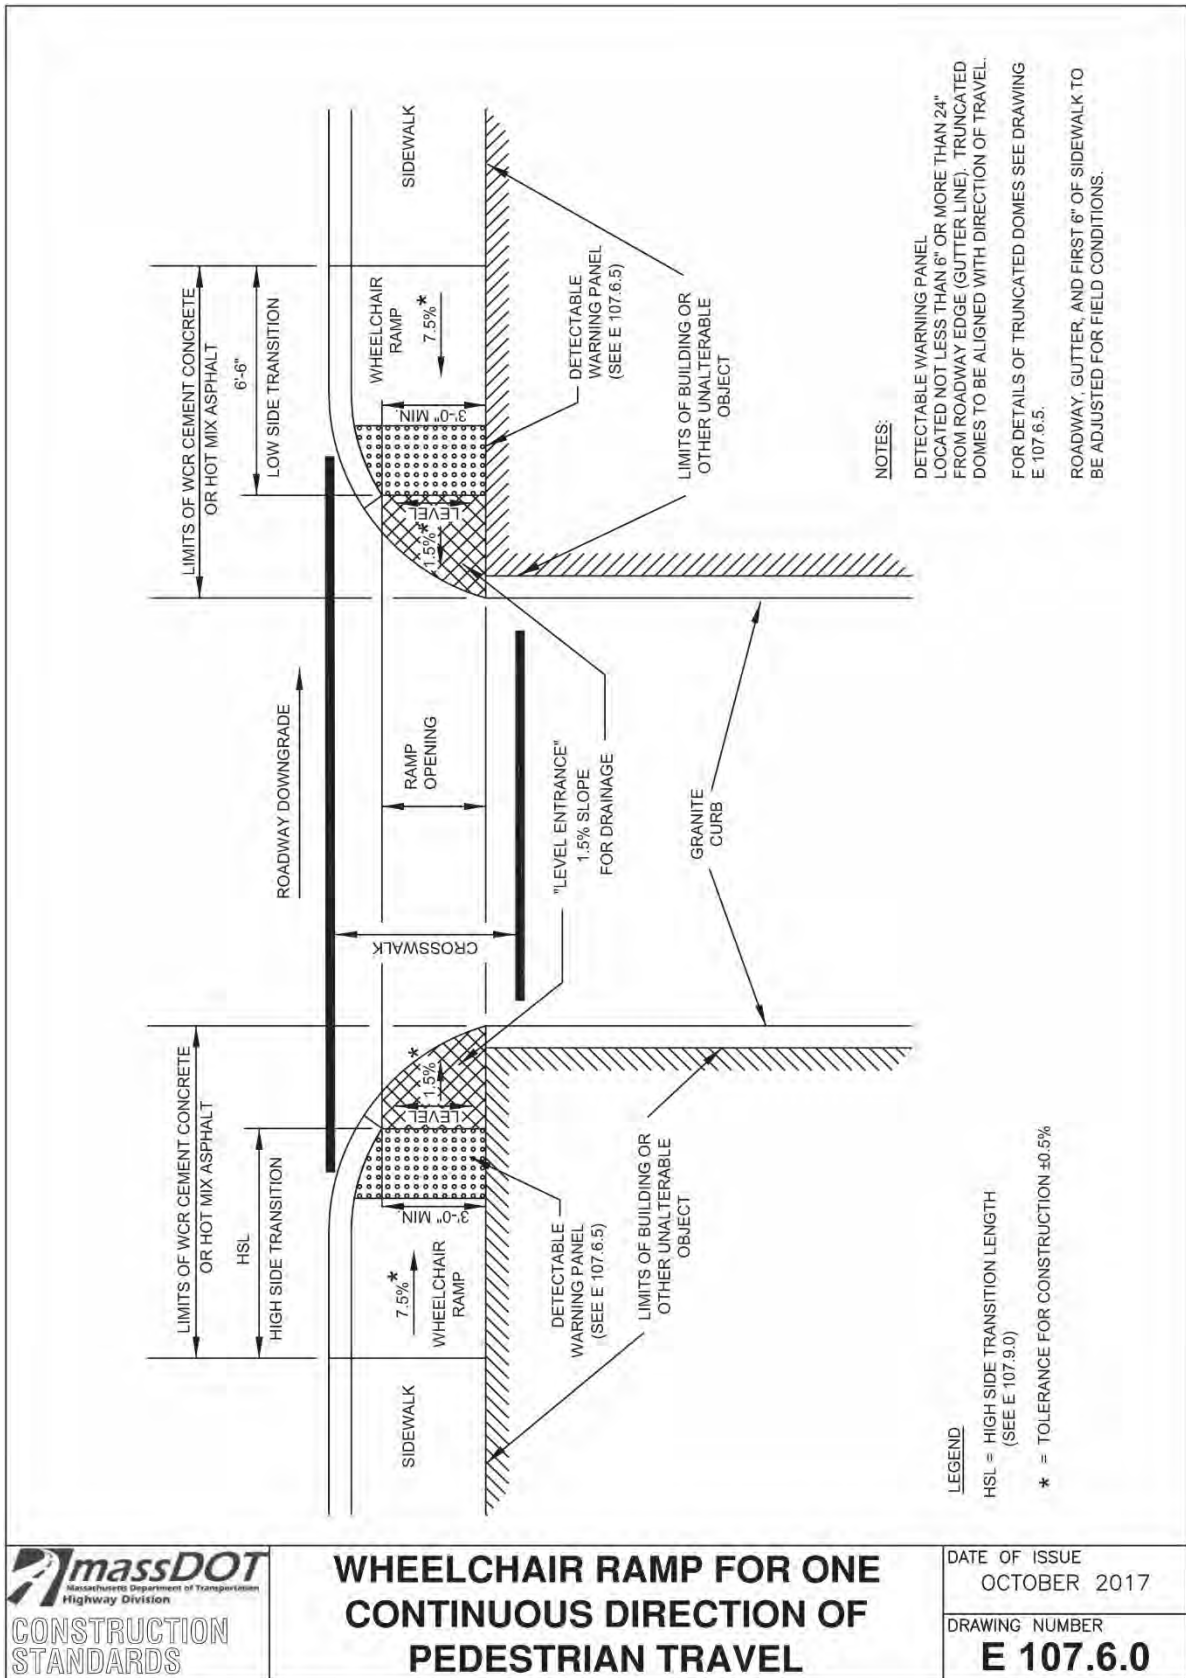 LIMITS OF WCR CEMENT CONCRETE
OR HOT MIX ASPHALT
HSL
HIGH SIDE TRANSITION
ROADWAY DOWNGRADE
LIMITS OF WCR CEMENT CONCRETE
OR HOT MIX ASPHALT
6'-6"
LOW SIDE TRANSITION
SIDEWALK
7.5%*
WHEELCHAIR
RAMP
3'-0" MIN.
LEVEL
1.5% *
CROSSWALK
RAMP
OPENING
1.5%*
LEVEL
3'-0" MIN.
WHEELCHAIR
RAMP
7.5%*
SIDEWALK
DETECTABLE
WARNING PANEL
(SEE E 107.6.5)
LIMITS OF BUILDING OR
OTHER UNALTERABLE
OBJECT
"LEVEL ENTRANCE"
1.5% SLOPE
FOR DRAINAGE
GRANITE
CURB
DETECTABLE
WARNING PANEL
(SEE E 107.6.5)
LIMITS OF BUILDING OR
OTHER UNALTERABLE
OBJECT
LEGEND
HSL = HIGH SIDE TRANSITION LENGTH
(SEE E 107.9.0)
* = TOLERANCE FOR CONSTRUCTION ±0.5%
NOTES:
DETECTABLE WARNING PANEL
LOCATED NOT LESS THAN 6" OR MORE THAN 24"
FROM ROADWAY EDGE (GUTTER LINE). TRUNCATED
DOMES TO BE ALIGNED WITH DIRECTION OF TRAVEL.
FOR DETAILS OF TRUNCATED DOMES SEE DRAWING
E 107.6.5.
ROADWAY, GUTTER, AND FIRST 6" OF SIDEWALK TO
BE ADJUSTED FOR FIELD CONDITIONS.
massDOT
Massachusetts Department of Transportation
Highway Division
CONSTRUCTION
STANDARDS
WHEELCHAIR RAMP FOR ONE
CONTINUOUS DIRECTION OF
PEDESTRIAN TRAVEL
DATE OF ISSUE
OCTOBER 2017
DRAWING NUMBER
E 107.6.0